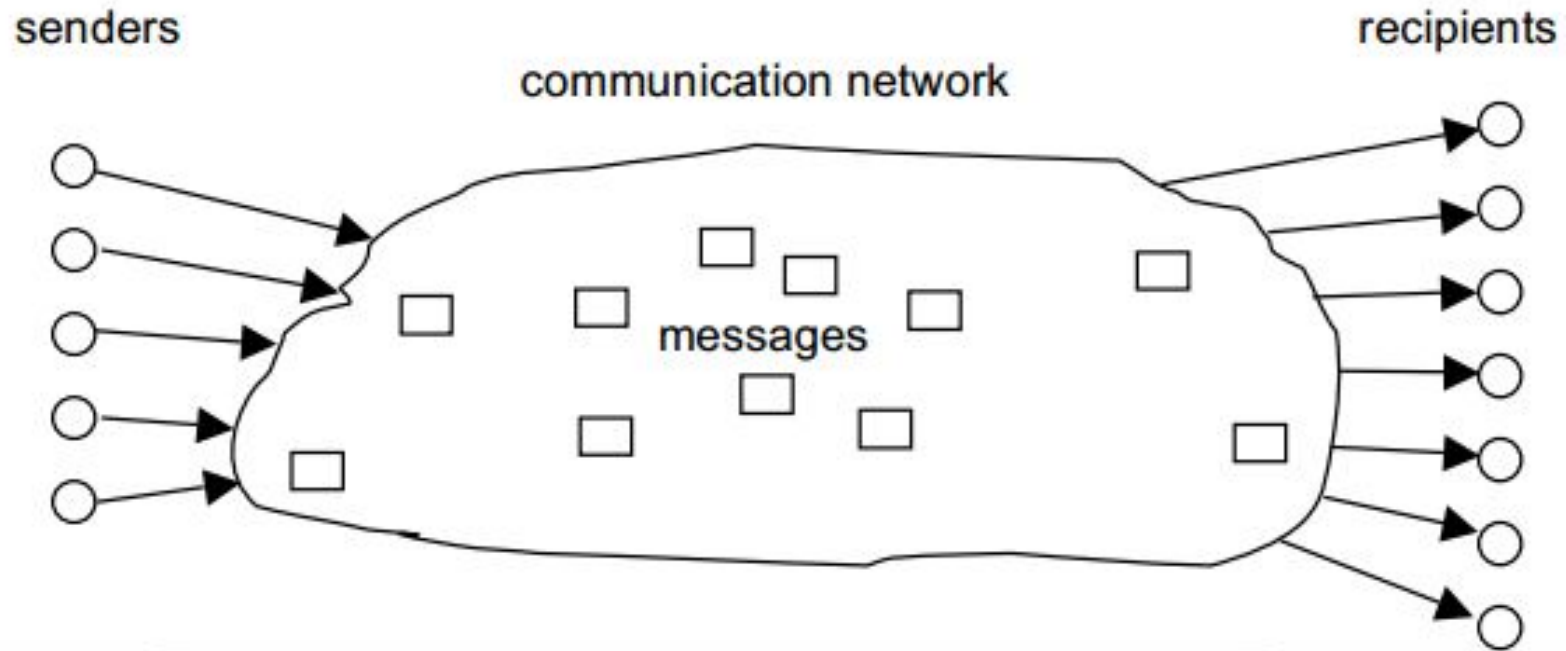 senders
recipients
communication network
messages